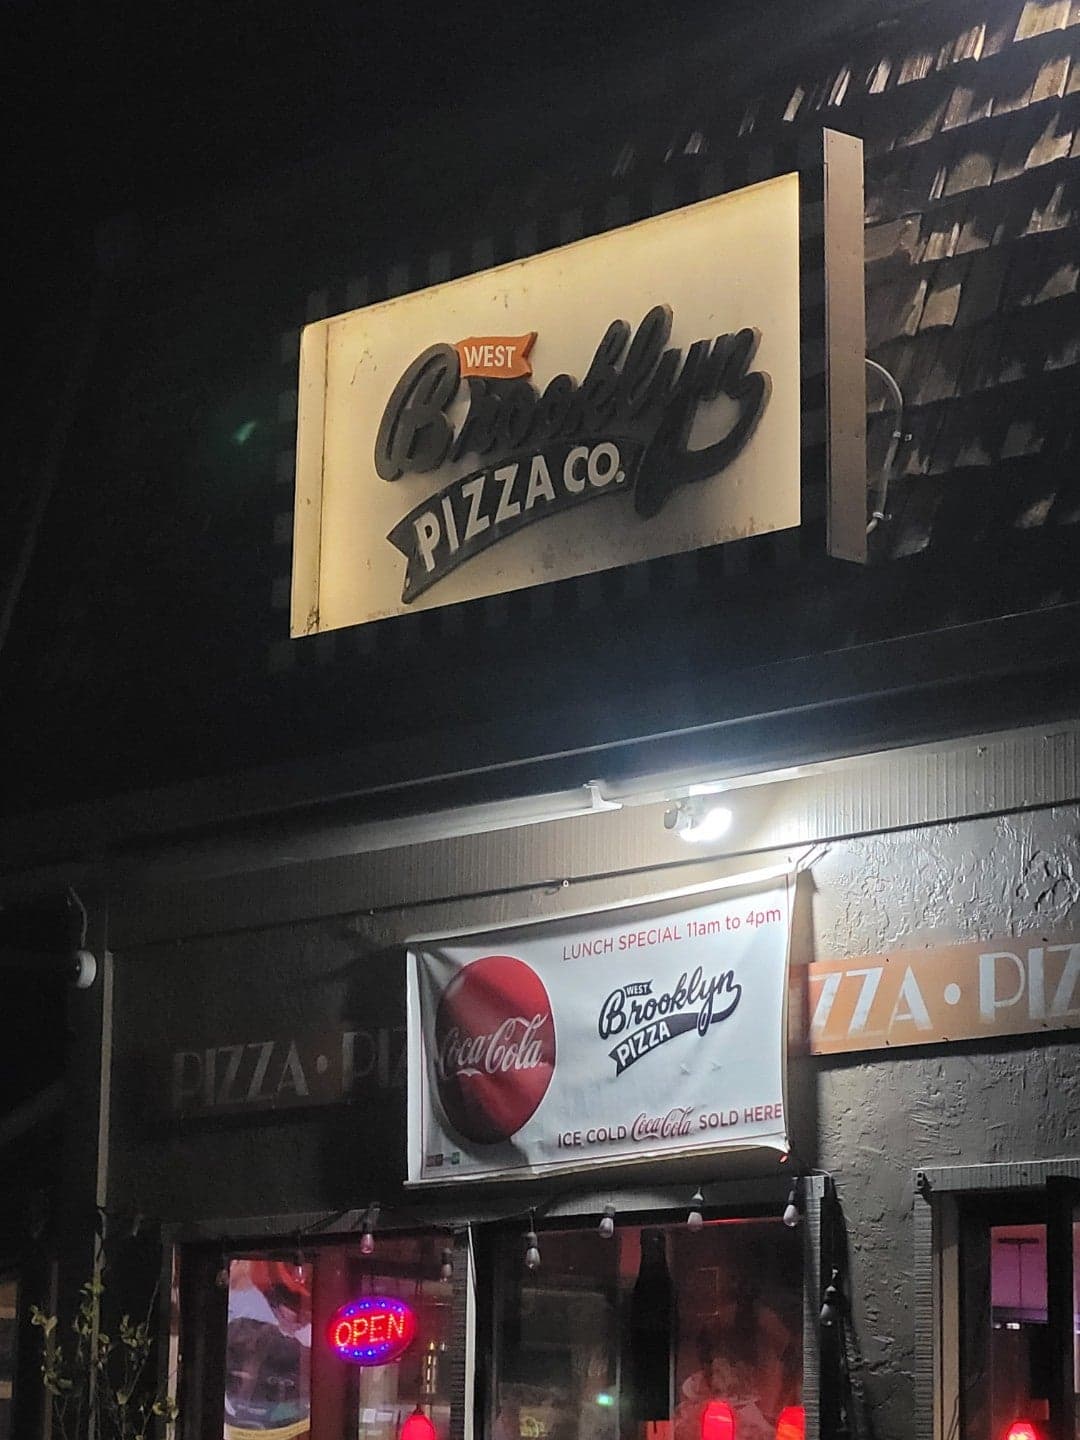 WEST
Brooklyn
PIZZA CO.
LUNCH SPECIAL 11am to 4pm
Coca-Cola
WEST
Brooklyn
PIZZA
ICE COLD Coca-Cola SOLD HERE
PIZZA • PI
ZZA • PIZ
OPEN